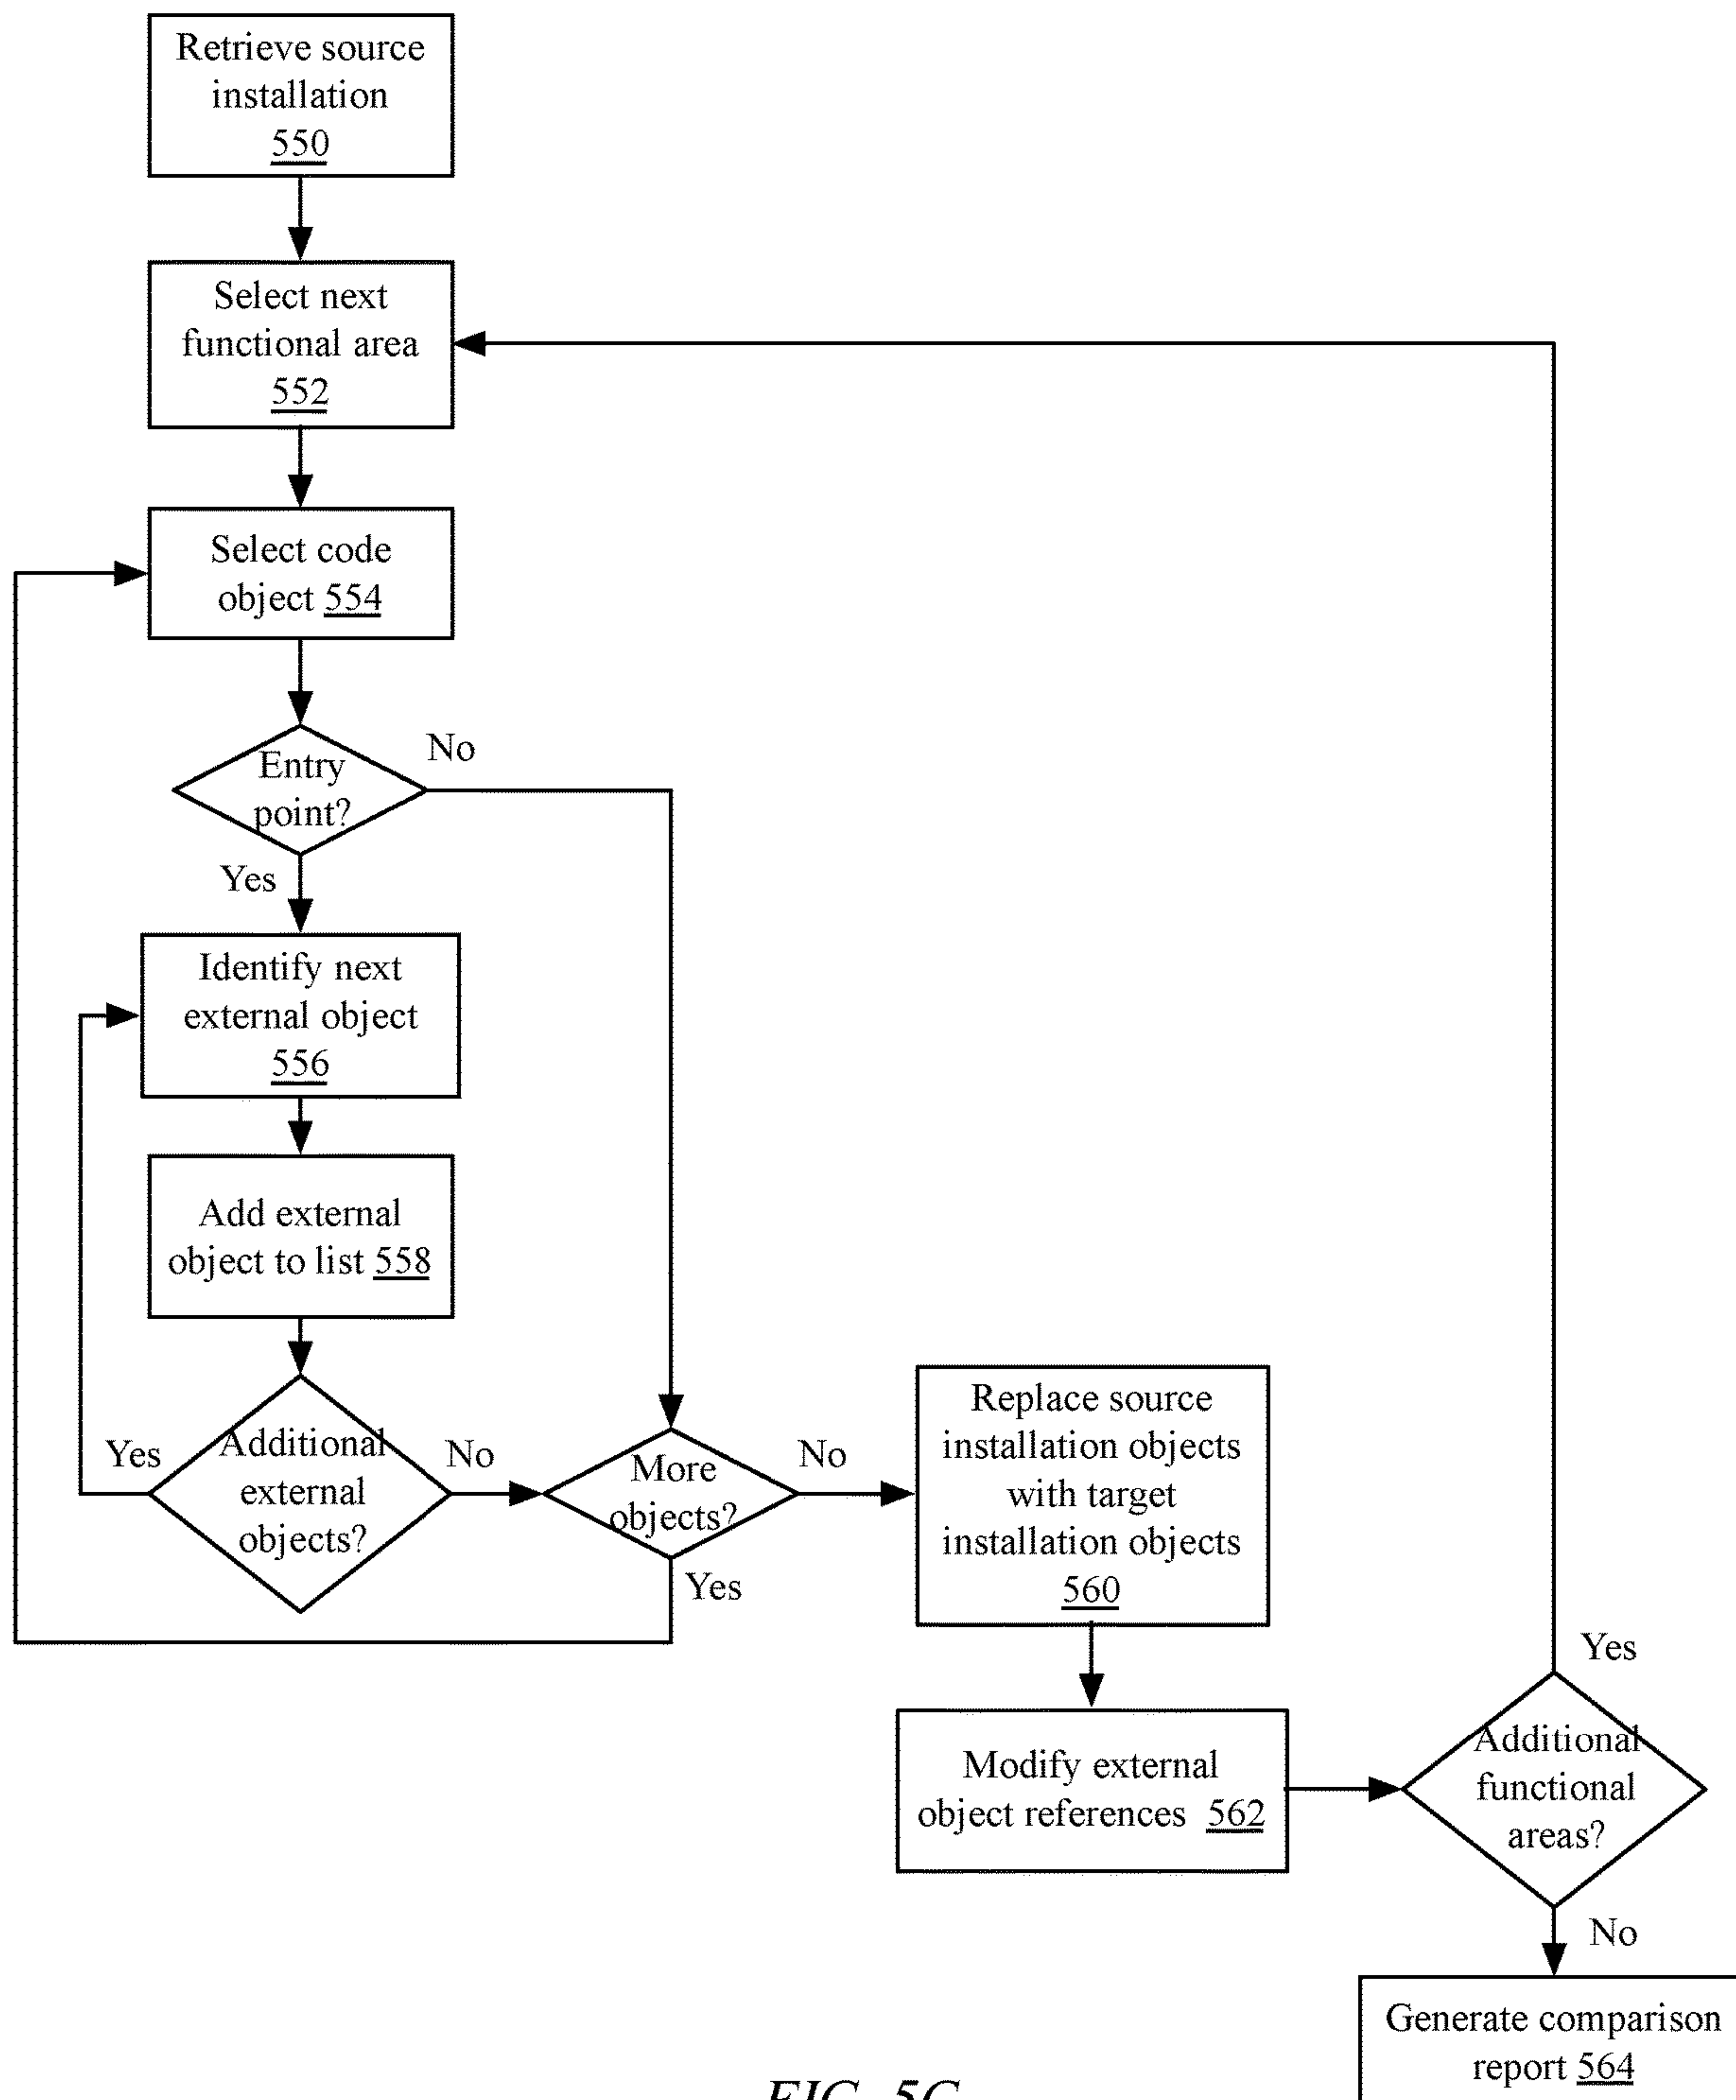 Retrieve source
installation
550
Select next
functional area
552
Select code
object 554
Entry
point?
No
Yes
Identify next
external object
556
Add external
object to list 558
Additional
external
objects?
Yes
No
More
objects?
No
Yes
Replace source
installation objects
with target
installation objects
560
Modify external
object references 562
Additional
functional
areas?
Yes
No
Generate comparison
report 564
FIG. 5C